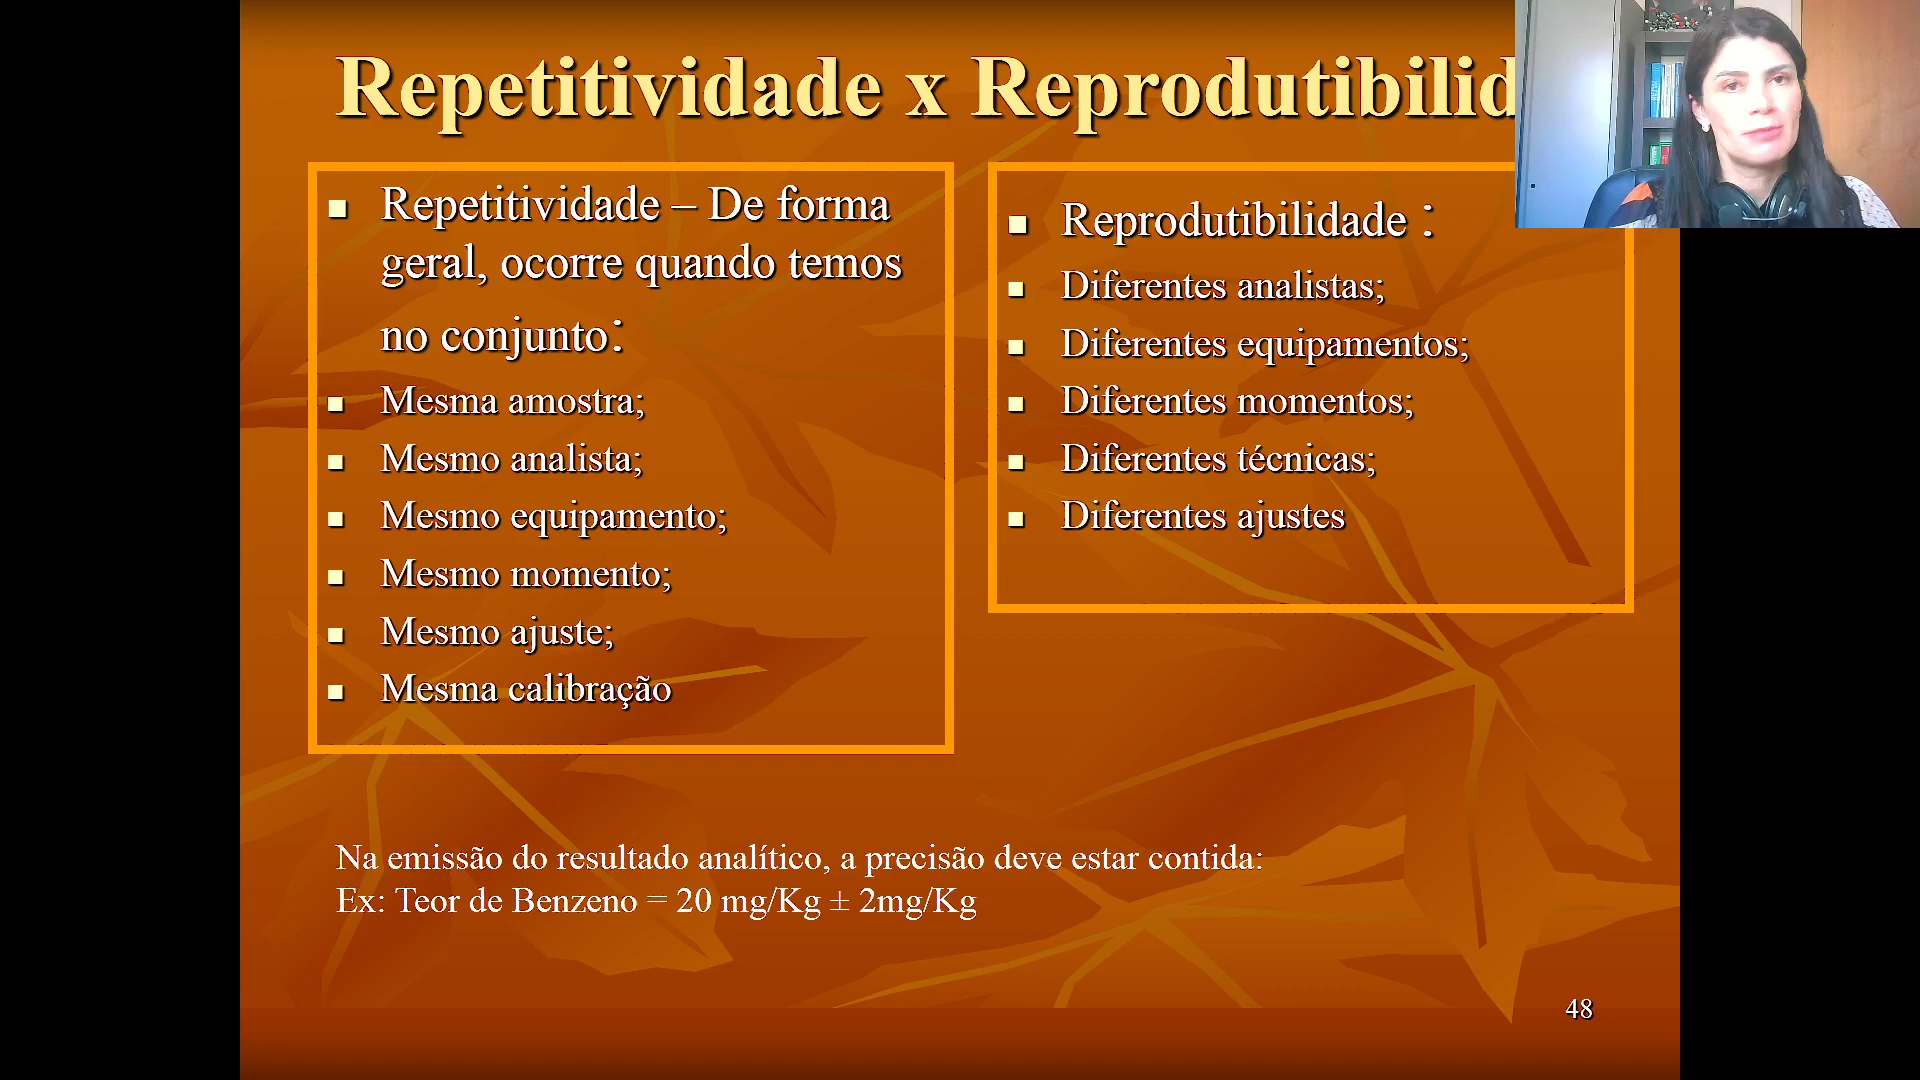 Repetitividade x Reprodutibilid
Repetitividade – De forma
geral, ocorre quando temos
no conjunto:
Mesma amostra;
Mesmo analista;
Mesmo equipamento;
Mesmo momento;
Mesmo ajuste;
Mesma calibração
Reprodutibilidade :
Diferentes analistas;
Diferentes equipamentos;
Diferentes momentos;
Diferentes técnicas;
Diferentes ajustes
Na emissão do resultado analítico, a precisão deve estar contida:
Ex: Teor de Benzeno = 20 mg/Kg ± 2mg/Kg
48